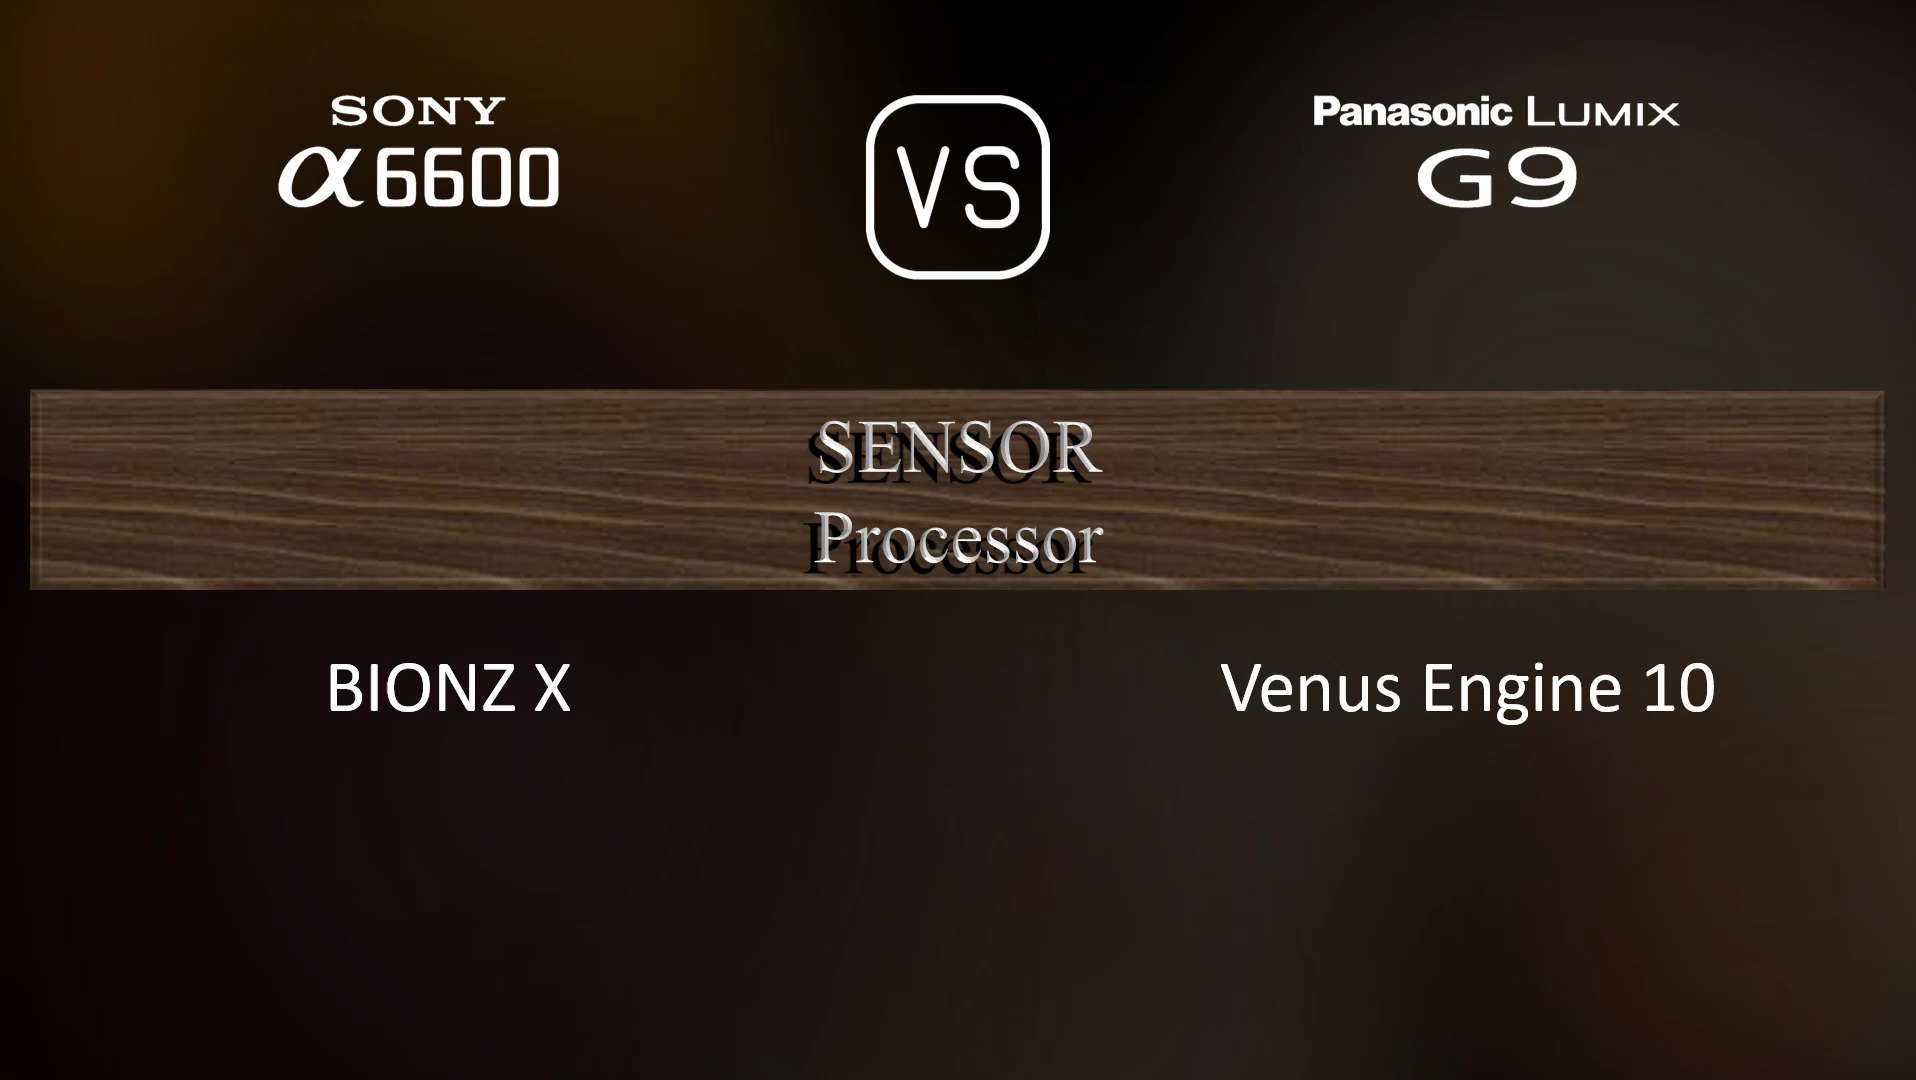 SONY
α6600
VS
Panasonic LUMIX
G9
SENSOR
Processor
BIONZ X
Venus Engine 10